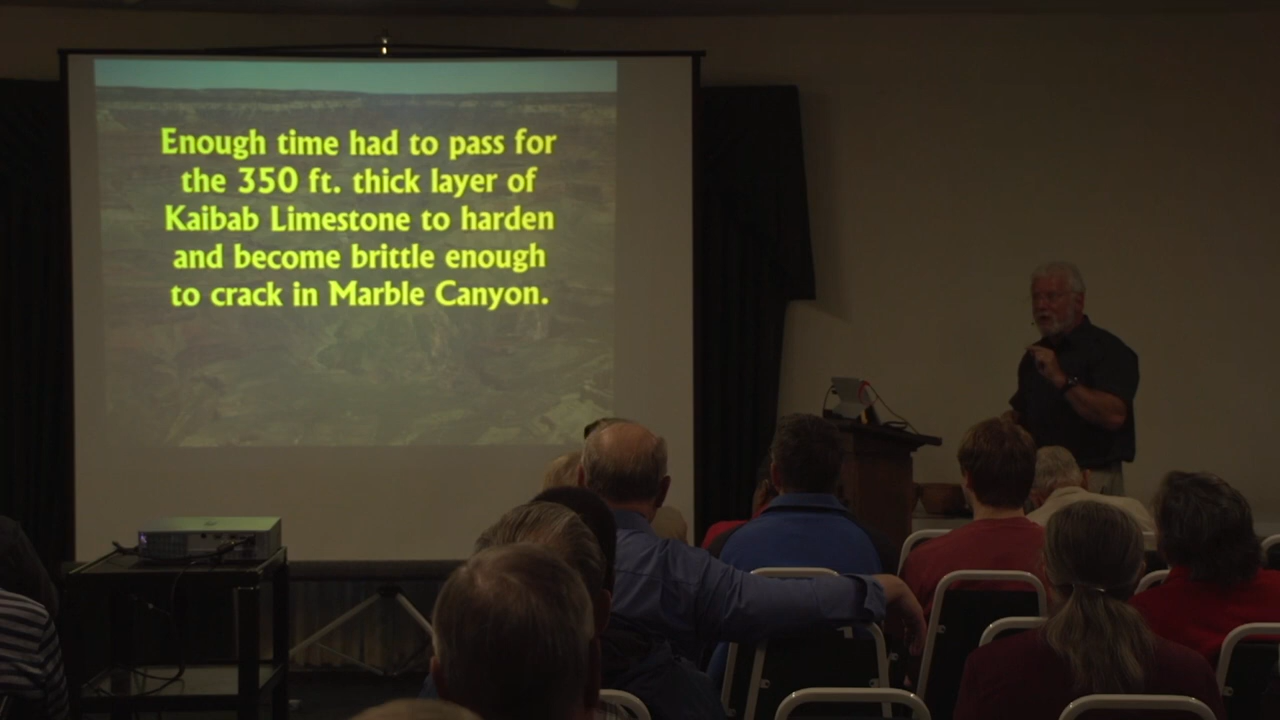 Enough time had to pass for
the 350 ft. thick layer of
Kaibab Limestone to harden
and become brittle enough
to crack in Marble Canyon.